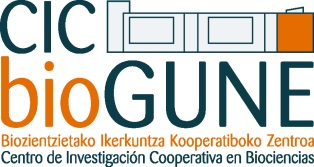 CIC
bioGUNE
Biozientzietako Ikerkuntza Kooperatiboko Zentroa
Centro de Investigación Cooperativa en Biociencias